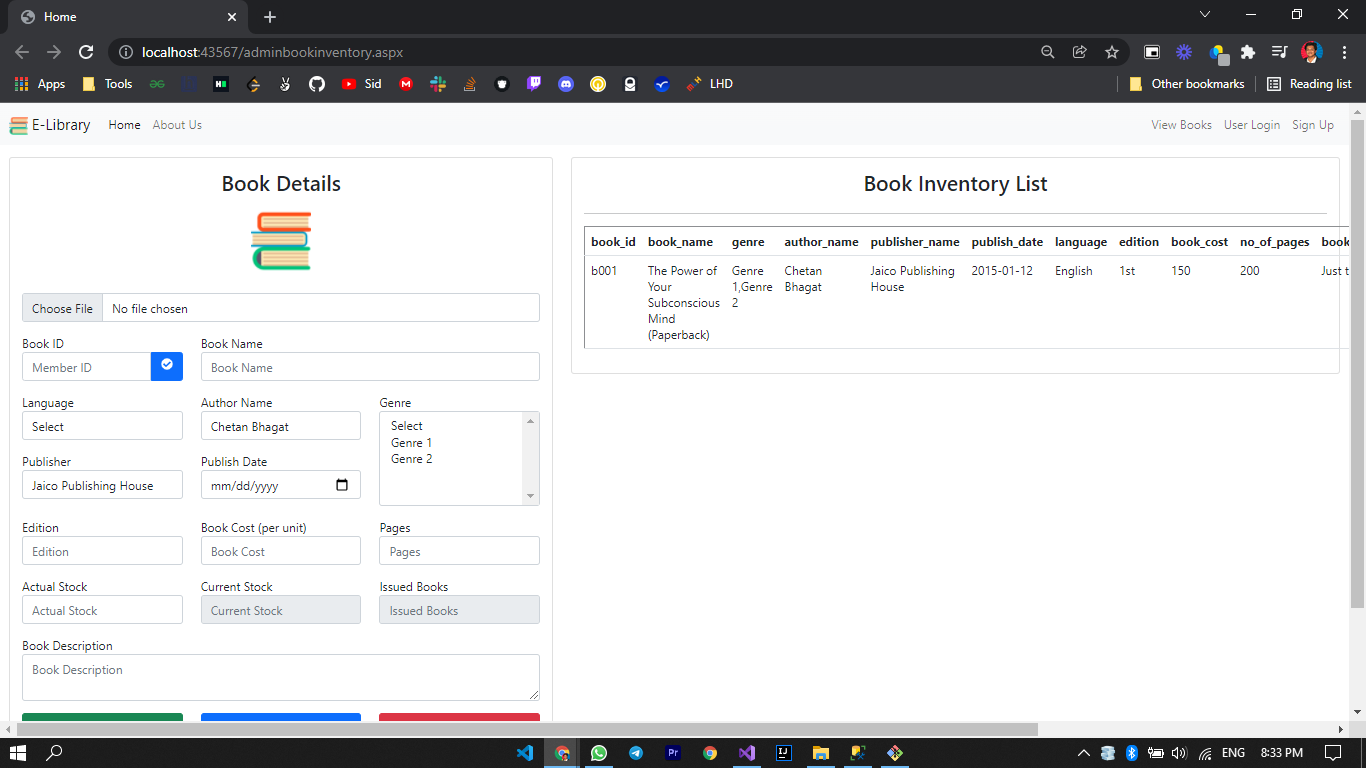 Home
localhost:43567/adminbookinventory.aspx
Apps Tools Sid LHD Other bookmarks Reading list
E-Library Home About Us View Books User Login Sign Up
Book Details
Choose File No file chosen
Book ID Book Name
Member ID Book Name
Language Author Name Genre
Select Chetan Bhagat Select
Genre 1
Genre 2
Publisher Publish Date
Jaico Publishing House mm/dd/yyyy
Edition Book Cost (per unit) Pages
Edition Book Cost Pages
Actual Stock Current Stock Issued Books
Actual Stock Current Stock Issued Books
Book Description
Book Description
Book Inventory List
book_id book_name genre author_name publisher_name publish_date language edition book_cost no_of_pages book
b001 The Power of Genre Chetan Jaico Publishing 2015-01-12 English 1st 150 200 Just t
Your 1,Genre Bhagat House
Subconscious 2
Mind
(Paperback)
Pr IJ ENG 8:33 PM